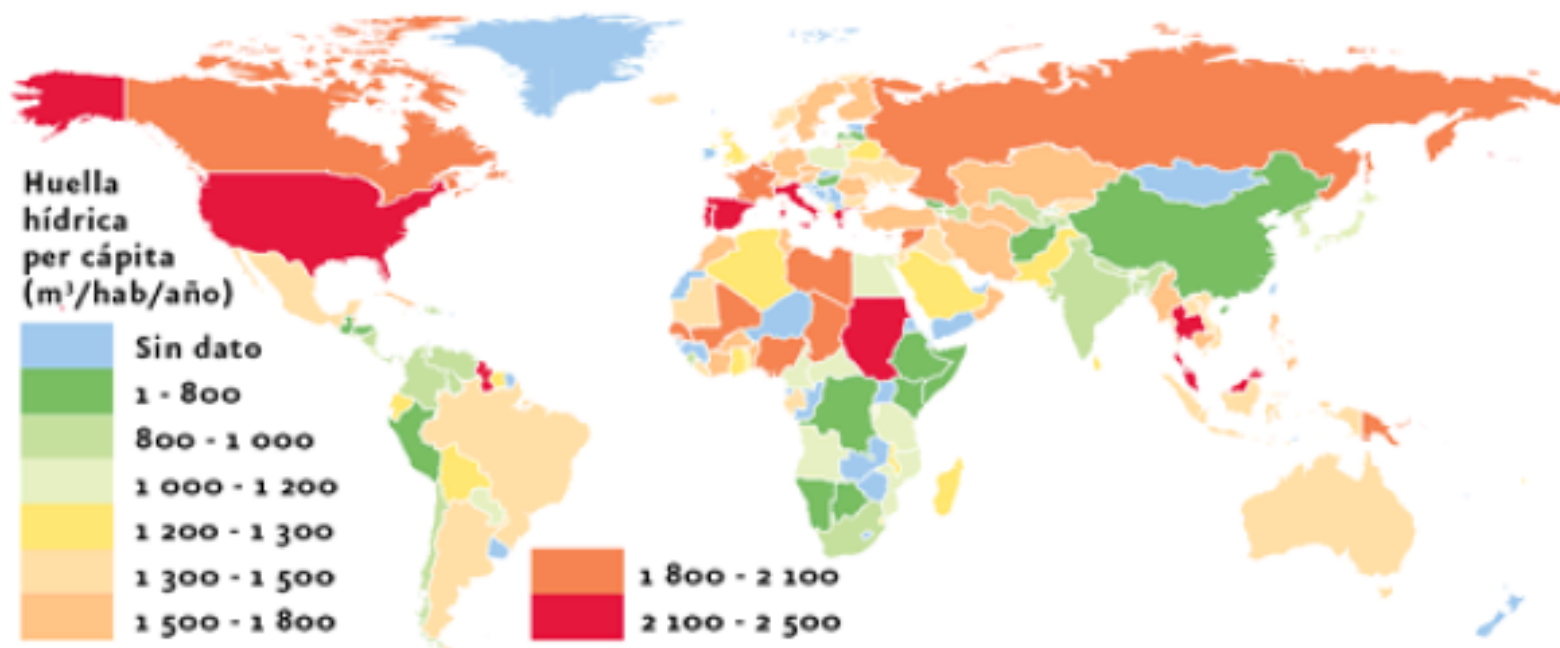 Huella
hídrica
per cápita
(m³/hab/año)
Sin dato
1 - 800
800 - 1 000
1 000 - 1 200
1 200 - 1 300
1 300 - 1 500
1 500 - 1 800
1 800 - 2 100
2 100 - 2 500